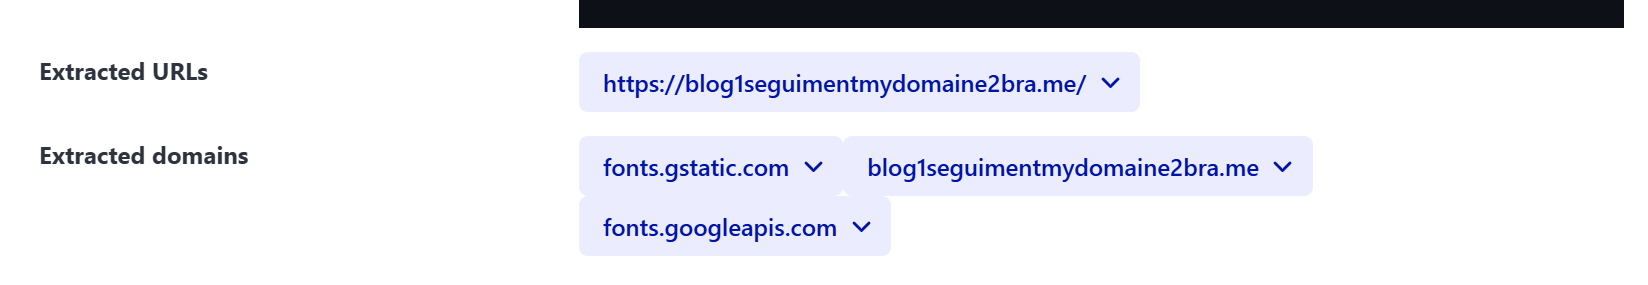 Extracted URLs
https://blog1seguimentmydomaine2bra.me/
Extracted domains
fonts.gstatic.com
blog1seguimentmydomaine2bra.me
fonts.googleapis.com